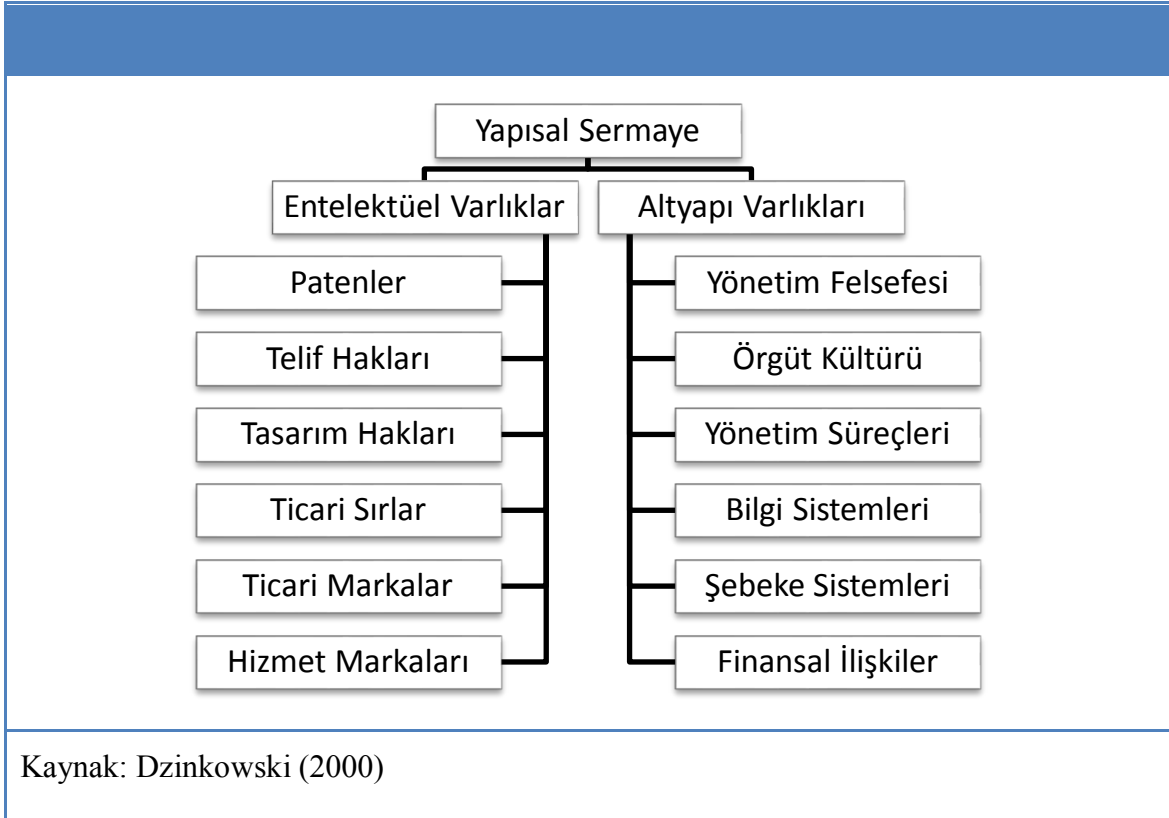 Yapısal Sermaye
Entelektüel Varlıklar
Altyapı Varlıkları
Patenler
Yönetim Felsefesi
Telif Hakları
Örgüt Kültürü
Tasarım Hakları
Yönetim Süreçleri
Ticari Sırlar
Bilgi Sistemleri
Ticari Markalar
Şebeke Sistemleri
Hizmet Markaları
Finansal İlişkiler
Kaynak: Dzinkowski (2000)